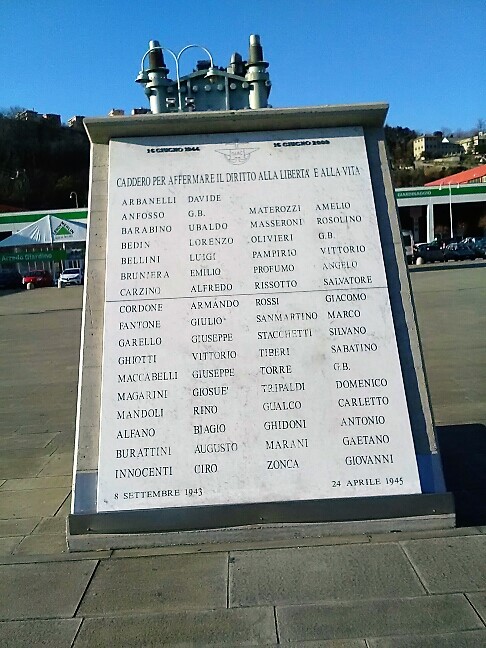 16 GIUGNO 1944 16 GIUGNO 2000
CADDERO PER AFFERMARE IL DIRITTO ALLA LIBERTA' E ALLA VITA
ARBANELLI DAVIDE
ANFOSSO G.B. MATEROZZI AMELIO
BARABINO UBALDO MASSERONI ROSOLINO
BEDIN LORENZO OLIVIERI G.B.
BELLINI LUIGI PAMPIRIO VITTORIO
BRUNIERA EMILIO PROFUMO ANGELO
CARZINO ALFREDO RISSOTTO SALVATORE
CORDONE ARMANDO ROSSI GIACOMO
FANTONE GIULIO SANMARTINO MARCO
GARELLO GIUSEPPE STACCHETTI SILVANO
GHIOTTI VITTORIO TIBERI SABATINO
MACCABELLI GIUSEPPE TORRE G.B.
MAGARINI GIOSUE' TRIPALDI DOMENICO
MANDOLI RINO GUALCO CARLETTO
ALFANO BIAGIO GHIDONI ANTONIO
BURATTINI AUGUSTO MARANI GAETANO
INNOCENTI CIRO ZONCA GIOVANNI
8 SETTEMBRE 1943 24 APRILE 1945